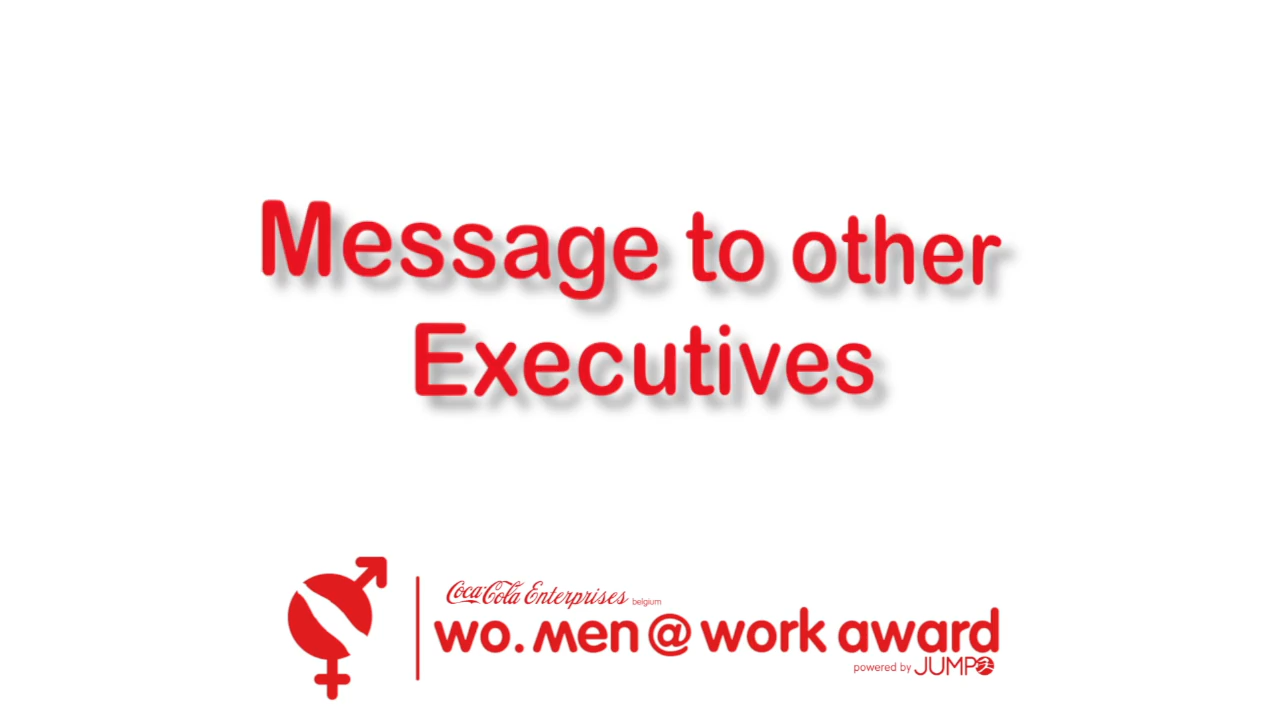 Message to other
Executives
Coca-Cola Enterprises belgium
wo.men @ work award
powered by JUMP